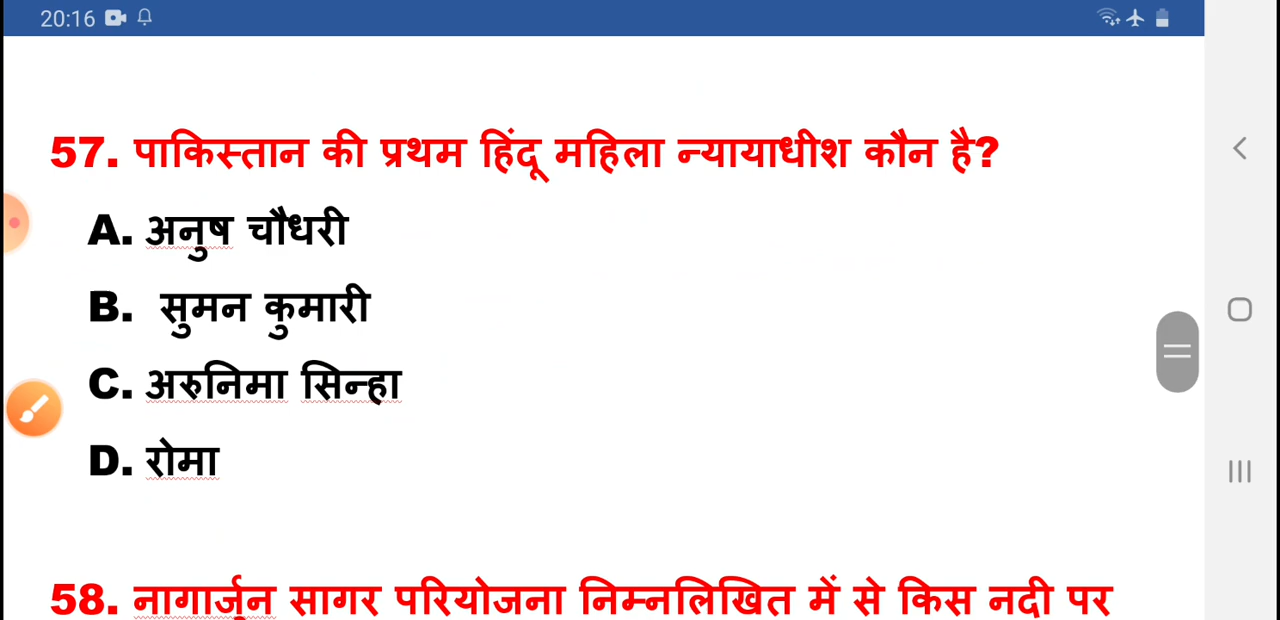 20:16
57. पाकिस्तान की प्रथम हिंदू महिला न्यायाधीश कौन है?
A. अनुष चौधरी
B. सुमन कुमारी
C. अरुनिमा सिन्हा
D. रोमा
58. नागार्जुन सागर परियोजना निम्नलिखित में से किस नदी पर